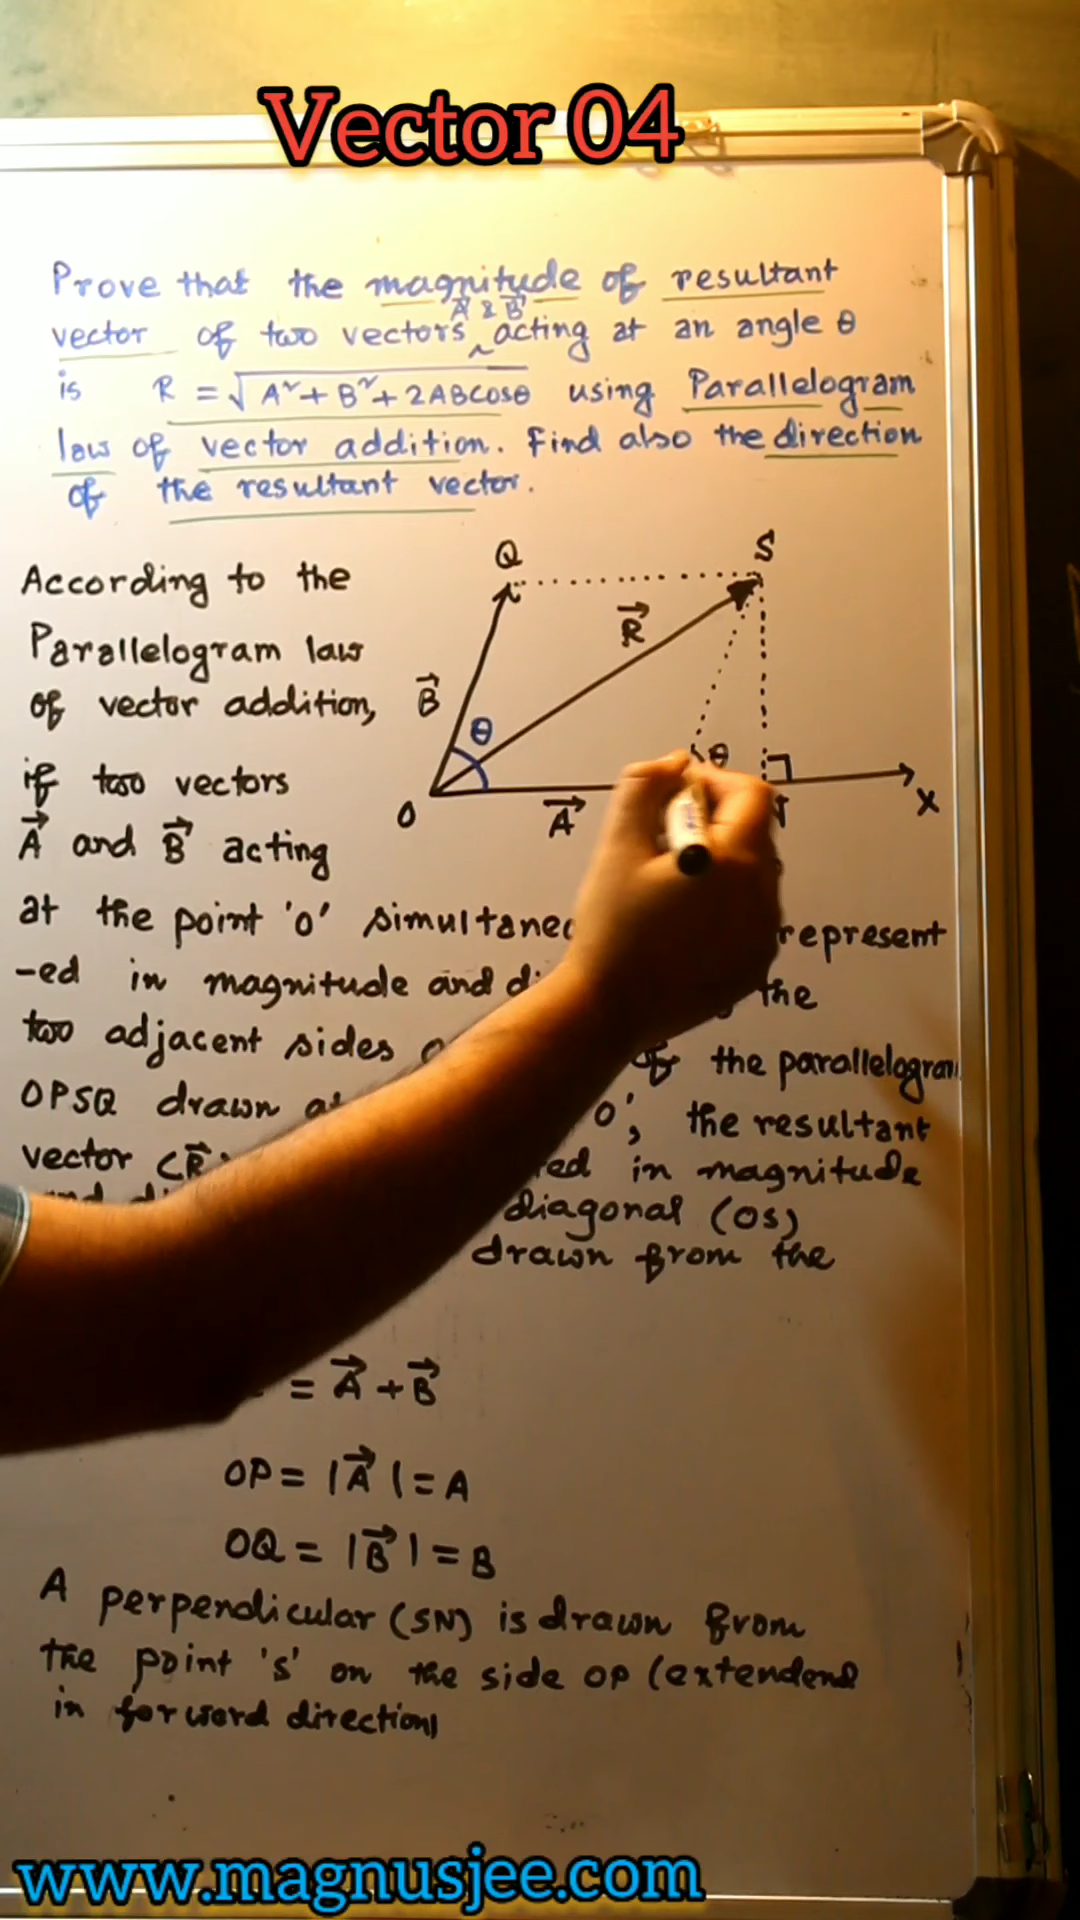 Vector 04
Prove that the magnitude of resultant
A⃗ & B⃗
vector of two vectors ^ acting at an angle θ
is R = √A²+B²+2ABCosθ using Parallelogram
law of vector addition. Find also the direction
of the resultant vector.
According to the
Parallelogram law
of vector addition,
if two vectors
A⃗ and B⃗ acting
at the point 'O' simultane represent
-ed in magnitude and the
two adjacent sides of the parallelogram
OPSQ drawn O', the resultant
vector (R⃗) in magnitude
diagonal (OS)
drawn from the
Q
S
R⃗
B⃗
θ
θ
O
A⃗
N
X
= A⃗ + B⃗
OP = |A⃗| = A
OQ = |B⃗| = B
A perpendicular (SN) is drawn from
the point 's' on the side OP (extendend
in forword direction)
www.magnusjee.com